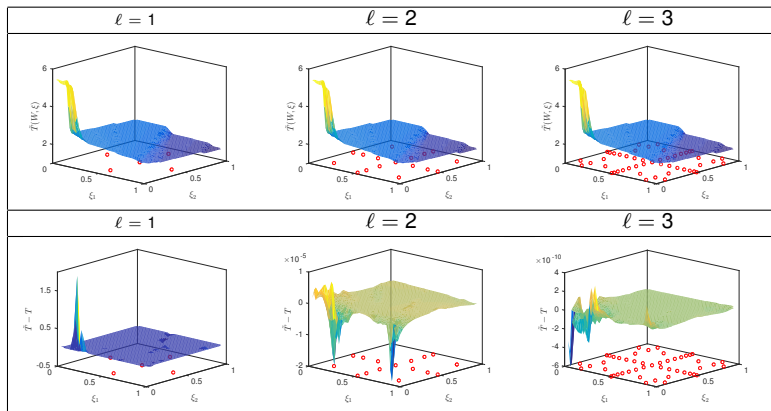 ℓ = 1 ℓ = 2 ℓ = 3
6 6 6
4 4 4
2 2 2
T̃(W,ξ) T̃(W,ξ) T̃(W,ξ)
0 0.5 1 0 0.5 1 0 0.5 1 0 0.5 1 0 0.5 1 0 0.5 1
ξ₁ ξ₂ ξ₁ ξ₂ ξ₁ ξ₂
ℓ = 1 ℓ = 2 ℓ = 3
×10⁻⁵ ×10⁻¹⁰
1.5 0.5 -0.5 1 0 -1 -2 4 2 0 -2 -4 -6
T̃ − T T̃ − T T̃ − T
0 0.5 1 0 0.5 1 0 0.5 1 0 0.5 1 0 0.5 1 0 0.5 1
ξ₁ ξ₂ ξ₁ ξ₂ ξ₁ ξ₂